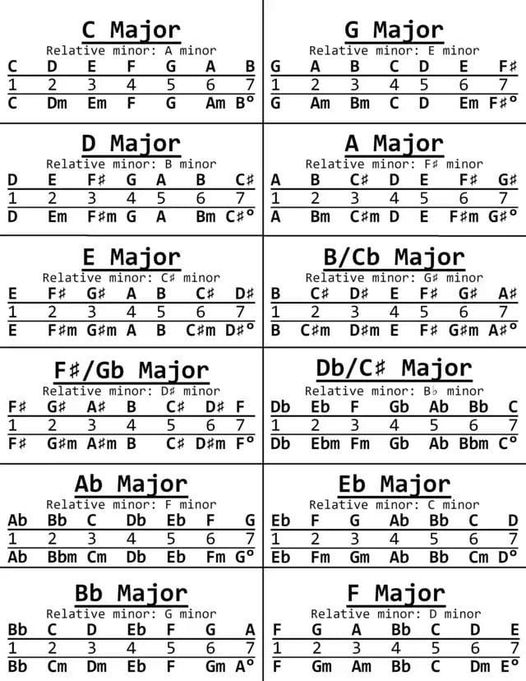 C Major
Relative minor: A minor
C D E F G A B
1 2 3 4 5 6 7
C Dm Em F G Am B°
G Major
Relative minor: E minor
G A B C D E F♯
1 2 3 4 5 6 7
G Am Bm C D Em F♯°
D Major
Relative minor: B minor
D E F♯ G A B C♯
1 2 3 4 5 6 7
D Em F♯m G A Bm C♯°
A Major
Relative minor: F♯ minor
A B C♯ D E F♯ G♯
1 2 3 4 5 6 7
A Bm C♯m D E F♯m G♯°
E Major
Relative minor: C♯ minor
E F♯ G♯ A B C♯ D♯
1 2 3 4 5 6 7
E F♯m G♯m A B C♯m D♯°
B/Cb Major
Relative minor: G♯ minor
B C♯ D♯ E F♯ G♯ A♯
1 2 3 4 5 6 7
B C♯m D♯m E F♯ G♯m A♯°
F♯/Gb Major
Relative minor: D♯ minor
F♯ G♯ A♯ B C♯ D♯ F
1 2 3 4 5 6 7
F♯ G♯m A♯m B C♯ D♯m F°
Db/C♯ Major
Relative minor: B♭ minor
Db Eb F Gb Ab Bb C
1 2 3 4 5 6 7
Db Ebm Fm Gb Ab Bbm C°
Ab Major
Relative minor: F minor
Ab Bb C Db Eb F G
1 2 3 4 5 6 7
Ab Bbm Cm Db Eb Fm G°
Eb Major
Relative minor: C minor
Eb F G Ab Bb C D
1 2 3 4 5 6 7
Eb Fm Gm Ab Bb Cm D°
Bb Major
Relative minor: G minor
Bb C D Eb F G A
1 2 3 4 5 6 7
Bb Cm Dm Eb F Gm A°
F Major
Relative minor: D minor
F G A Bb C D E
1 2 3 4 5 6 7
F Gm Am Bb C Dm E°